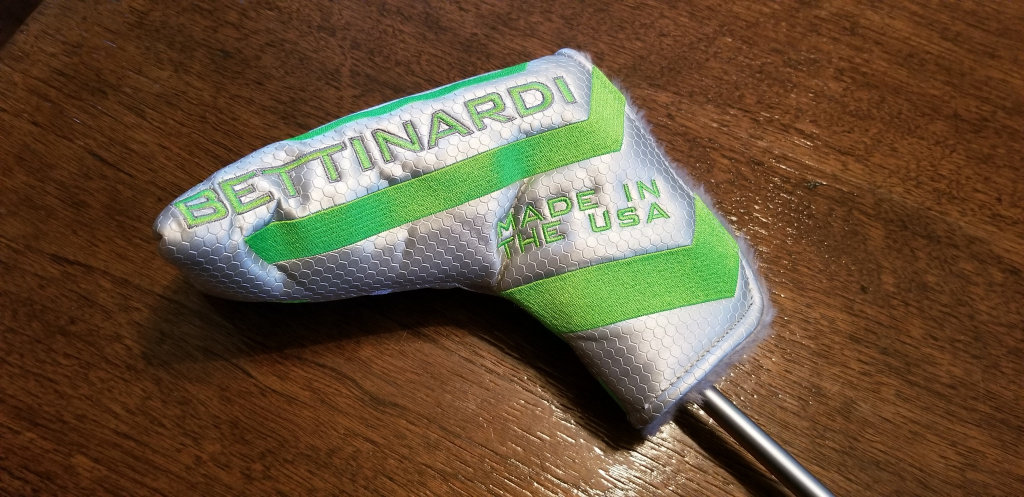 BETTINARDI
MADE IN
THE USA